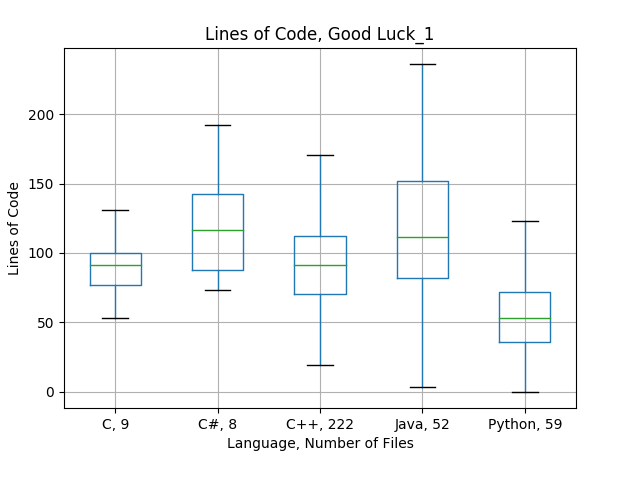 Lines of Code, Good Luck_1
Lines of Code
200
150
100
50
0
C, 9
C#, 8
C++, 222
Java, 52
Python, 59
Language, Number of Files